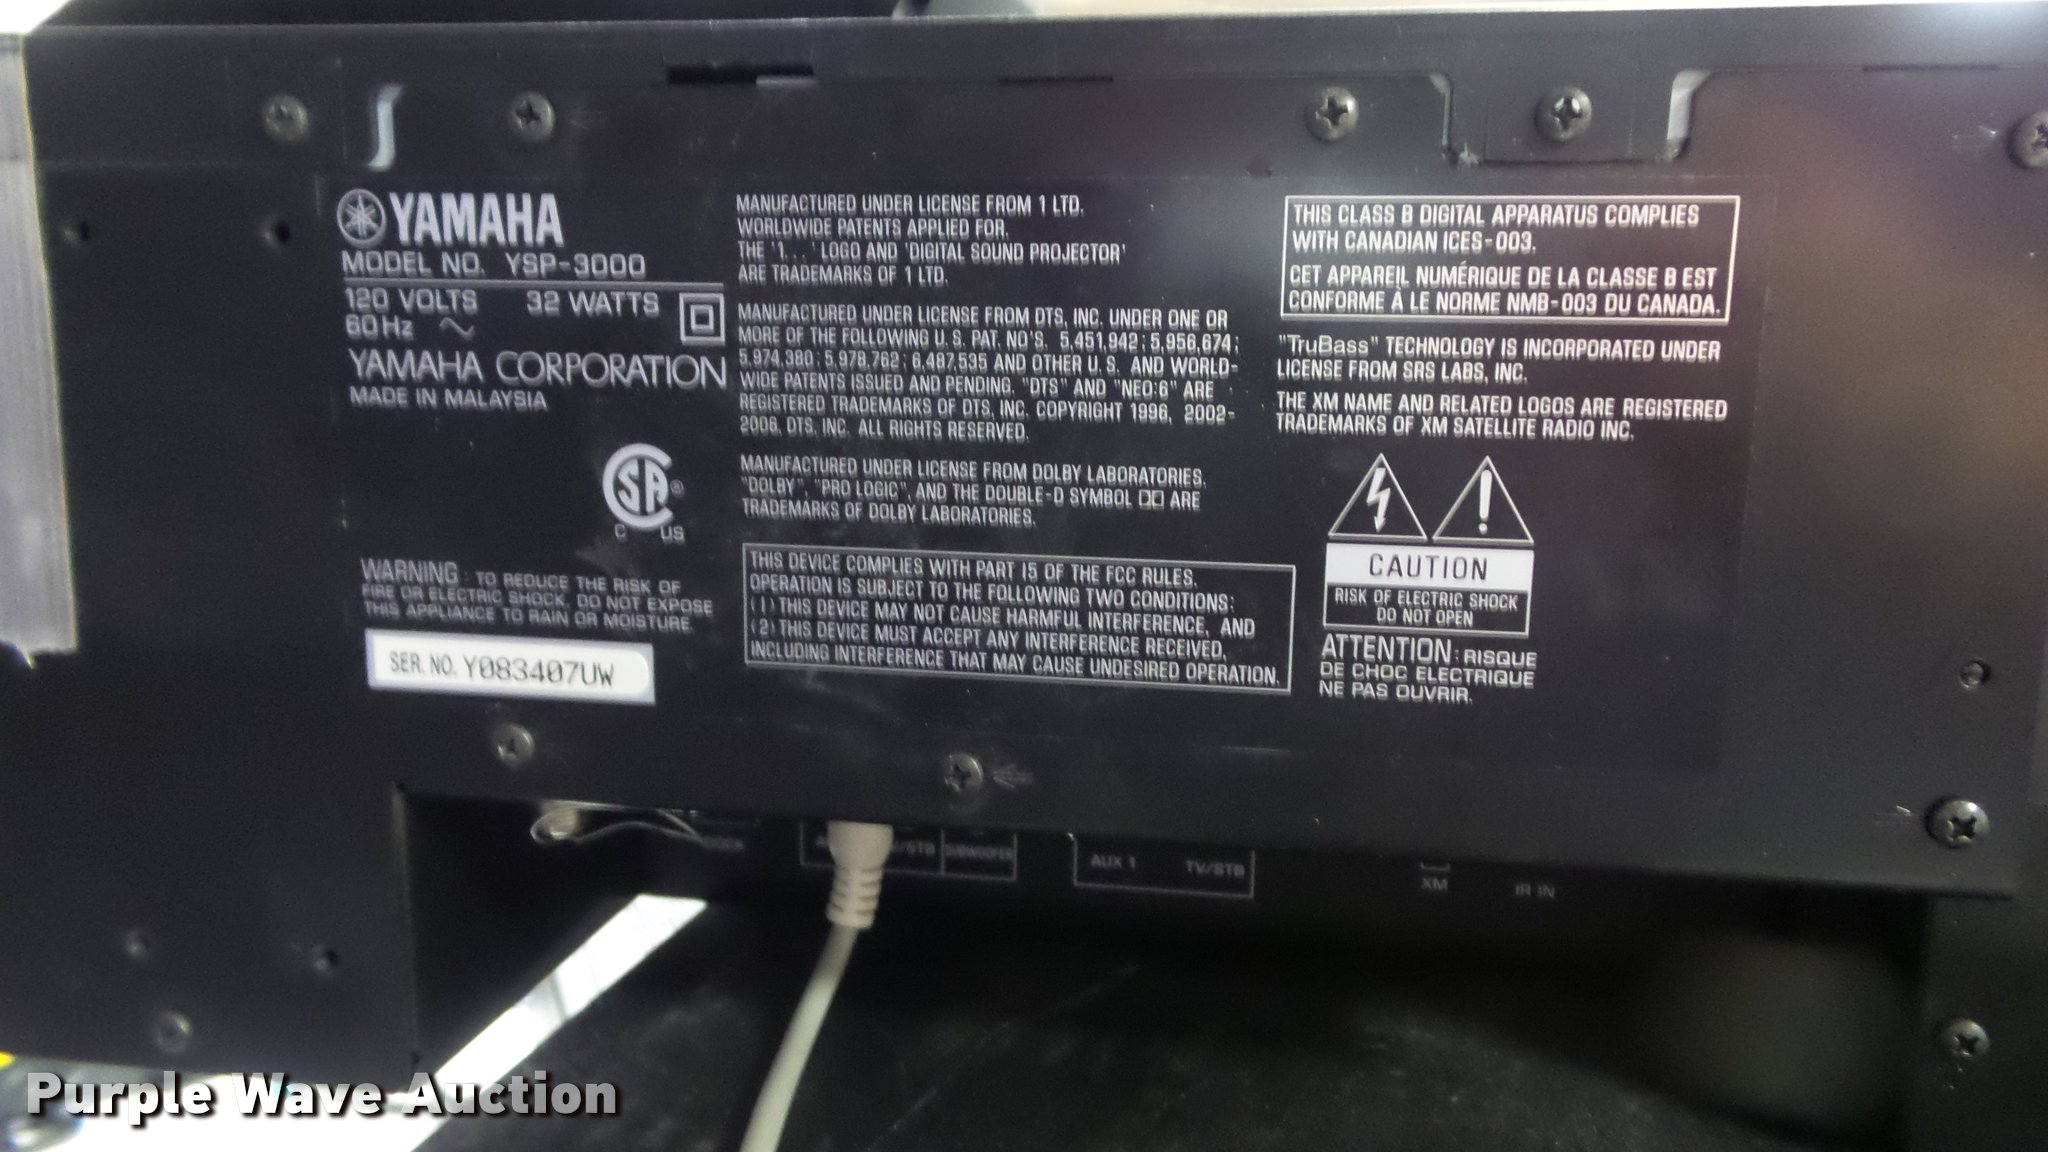 YAMAHA
MODEL NO. YSP-3000
120 VOLTS 32 WATTS
60Hz
YAMAHA CORPORATION
MADE IN MALAYSIA
SA
C US
WARNING : TO REDUCE THE RISK OF
FIRE OR ELECTRIC SHOCK, DO NOT EXPOSE
THIS APPLIANCE TO RAIN OR MOISTURE.
SER. NO. Y083407UW
MANUFACTURED UNDER LICENSE FROM 1 LTD.
WORLDWIDE PATENTS APPLIED FOR.
THE '1...' LOGO AND 'DIGITAL SOUND PROJECTOR'
ARE TRADEMARKS OF 1 LTD.
MANUFACTURED UNDER LICENSE FROM DTS, INC. UNDER ONE OR
MORE OF THE FOLLOWING U. S. PAT. NO'S. 5,451,942 ; 5,956,674 ;
5,974,380 ; 5,978,762 ; 6,487,535 AND OTHER U. S. AND WORLD-
WIDE PATENTS ISSUED AND PENDING. "DTS" AND "NEO:6" ARE
REGISTERED TRADEMARKS OF DTS, INC. COPYRIGHT 1996, 2002-
2006, DTS, INC. ALL RIGHTS RESERVED.
MANUFACTURED UNDER LICENSE FROM DOLBY LABORATORIES.
"DOLBY", "PRO LOGIC", AND THE DOUBLE-D SYMBOL ARE
TRADEMARKS OF DOLBY LABORATORIES.
THIS DEVICE COMPLIES WITH PART 15 OF THE FCC RULES.
OPERATION IS SUBJECT TO THE FOLLOWING TWO CONDITIONS:
(1) THIS DEVICE MAY NOT CAUSE HARMFUL INTERFERENCE, AND
(2) THIS DEVICE MUST ACCEPT ANY INTERFERENCE RECEIVED,
INCLUDING INTERFERENCE THAT MAY CAUSE UNDESIRED OPERATION.
THIS CLASS B DIGITAL APPARATUS COMPLIES
WITH CANADIAN ICES-003.
CET APPAREIL NUMÉRIQUE DE LA CLASSE B EST
CONFORME À LE NORME NMB-003 DU CANADA.
"TruBass" TECHNOLOGY IS INCORPORATED UNDER
LICENSE FROM SRS LABS, INC.
THE XM NAME AND RELATED LOGOS ARE REGISTERED
TRADEMARKS OF XM SATELLITE RADIO INC.
CAUTION
RISK OF ELECTRIC SHOCK
DO NOT OPEN
ATTENTION : RISQUE
DE CHOC ELECTRIQUE
NE PAS OUVRIR.
/STB SUBWOOFER
AUX 1 TV/STB
XM IR IN
Purple Wave Auction